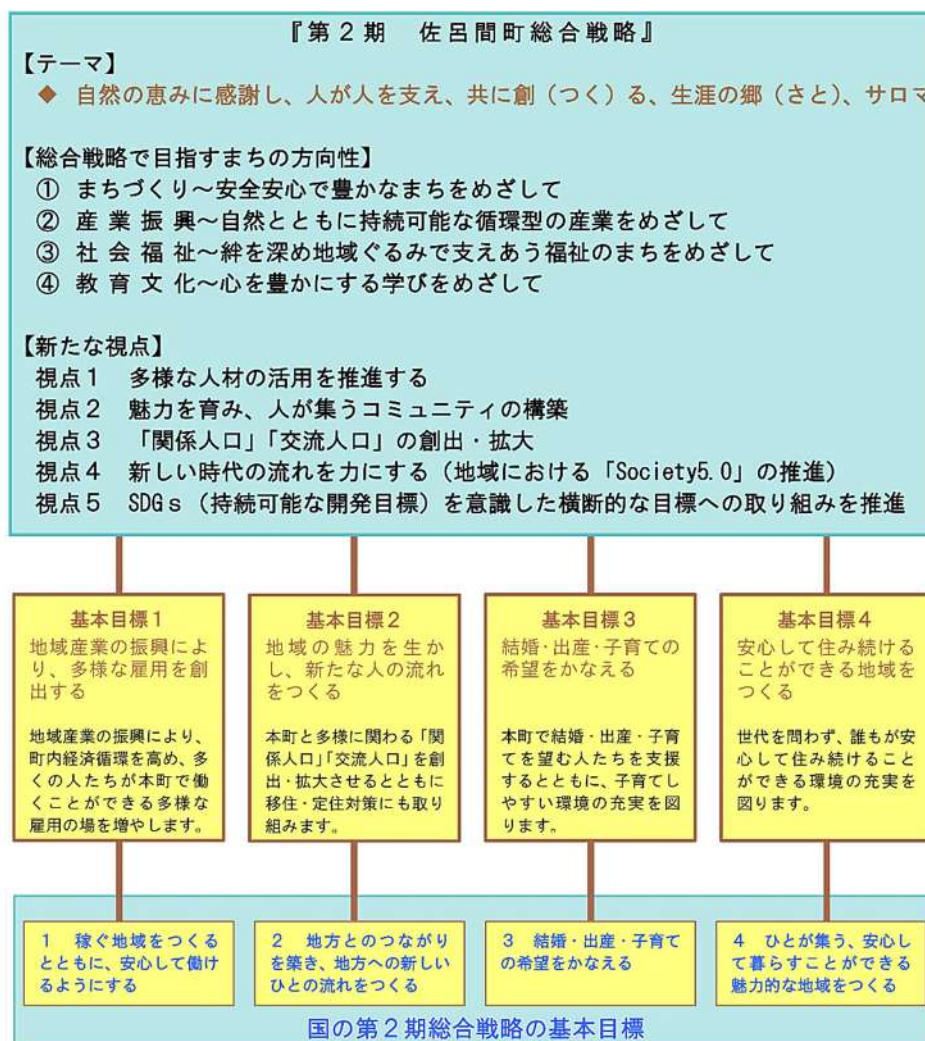 『第２期　佐呂間町総合戦略』
【テーマ】
◆ 自然の恵みに感謝し、人が人を支え、共に創（つく）る、生涯の郷（さと）、サロマ
【総合戦略で目指すまちの方向性】
① まちづくり～安全安心で豊かなまちをめざして
② 産 業 振 興～自然とともに持続可能な循環型の産業をめざして
③ 社 会 福 祉～絆を深め地域ぐるみで支えあう福祉のまちをめざして
④ 教 育 文 化～心を豊かにする学びをめざして
【新たな視点】
視点１　多様な人材の活用を推進する
視点２　魅力を育み、人が集うコミュニティの構築
視点３　「関係人口」「交流人口」の創出・拡大
視点４　新しい時代の流れを力にする（地域における「Society5.0」の推進）
視点５　SDGｓ（持続可能な開発目標）を意識した横断的な目標への取り組みを推進
基本目標１
地域産業の振興によ
り、多様な雇用を創
出する
地域産業の振興により、
町内経済循環を高め、多
くの人たちが本町で働
くことができる多様な
雇用の場を増やします。
基本目標２
地域の魅力を生か
し、新たな人の流れ
をつくる
本町と多様に関わる「関
係人口」「交流人口」を創
出・拡大させるとともに
移住・定住対策にも取り
組みます。
基本目標３
結婚・出産・子育ての
希望をかなえる
本町で結婚・出産・子育
てを望む人たちを支援
するとともに、子育てし
やすい環境の充実を図
ります。
基本目標４
安心して住み続ける
ことができる地域を
つくる
世代を問わず、誰もが安
心して住み続けること
ができる環境の充実を
図ります。
１　稼ぐ地域をつくる
とともに、安心して働け
るようにする
２　地方とのつながり
を築き、地方への新しい
ひとの流れをつくる
３　結婚・出産・子育て
の希望をかなえる
４　ひとが集う、安心し
て暮らすことができる
魅力的な地域をつくる
国の第２期総合戦略の基本目標